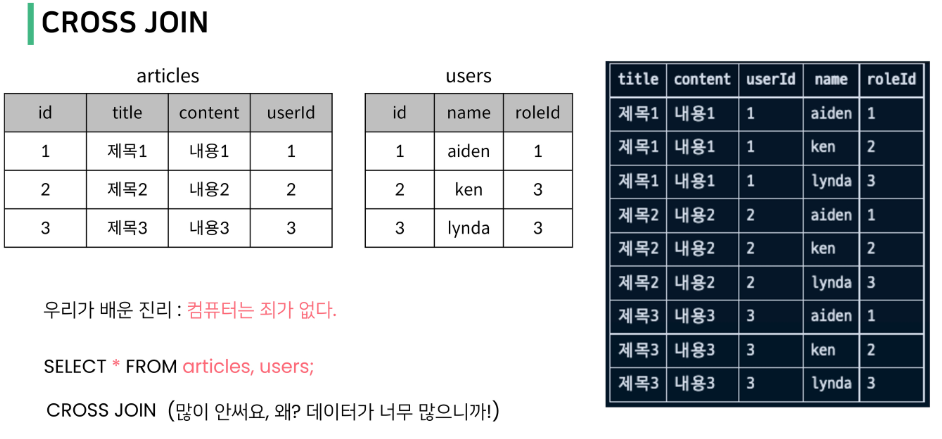 CROSS JOIN
articles
id title content userId
1 제목1 내용1 1
2 제목2 내용2 2
3 제목3 내용3 3
users
id name roleId
1 aiden 1
2 ken 3
3 lynda 3
title content userId name roleId
제목1 내용1 1 aiden 1
제목1 내용1 1 ken 2
제목1 내용1 1 lynda 3
제목2 내용2 2 aiden 1
제목2 내용2 2 ken 2
제목2 내용2 2 lynda 3
제목3 내용3 3 aiden 1
제목3 내용3 3 ken 2
제목3 내용3 3 lynda 3
우리가 배운 진리 : 컴퓨터는 죄가 없다.
SELECT * FROM articles, users;
CROSS JOIN (많이 안써요, 왜? 데이터가 너무 많으니까!)